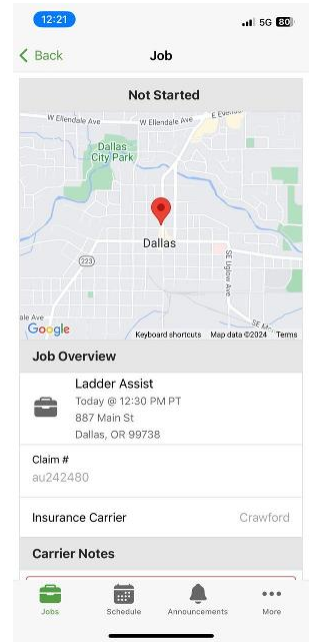 12:21
5G 80
Back
Job
Not Started
W Ellendale Ave
W Ellendale Ave
Dallas
City Park
Dallas
223
SE Uglow Ave
ale Ave
Google
Keyboard shortcuts
Map data ©2024
Terms
Job Overview
Ladder Assist
Today @ 12:30 PM PT
887 Main St
Dallas, OR 99738
Claim #
au242480
Insurance Carrier
Crawford
Carrier Notes
Jobs
Schedule
Announcements
More